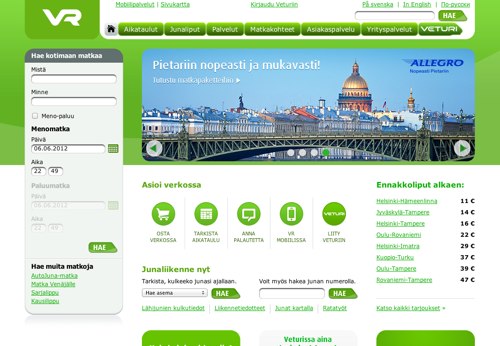 Mobiilipalvelut | Sivukartta
Kirjaudu Veturiin
På svenska | In English | По-русски
VR
HAE
Aikataulut
Junaliput
Palvelut
Matkakohteet
Asiakaspalvelu
Yrityspalvelut
VETURI
Hae kotimaan matkaa
Mistä
Minne
Meno-paluu
Menomatka
Päivä
06.06.2012
Aika
22 49
Paluumatka
Päivä
06.06.2012
Aika
22 49
HAE
Hae muita matkoja
Autojuna-matka
Matka Venäjälle
Sarjalippu
Kausilippu
Pietariin nopeasti ja mukavasti!
Tutustu matkapaketteihin
ALLEGRO
Nopeasti Pietariin
Asioi verkossa
OSTA VERKOSSA
TARKISTA AIKATAULU
ANNA PALAUTETTA
VR MOBIILISSA
VETURI
LIITY VETURIIN
Junaliikenne nyt
Tarkista, kulkeeko junasi ajallaan.
Hae asema
HAE
Voit myös hakea junan numerolla.
HAE
Lähijunien kulkutiedot | Liikennetiedotteet | Junat kartalla | Ratatyöt
Ennakkoliput alkaen:
Helsinki-Hämeenlinna 11 €
Jyväskylä-Tampere 14 €
Helsinki-Tampere 16 €
Oulu-Rovaniemi 22 €
Helsinki-Imatra 29 €
Kuopio-Turku 37 €
Oulu-Tampere 39 €
Rovaniemi-Tampere 47 €
Katso kaikki tarjoukset →
Veturissa aina